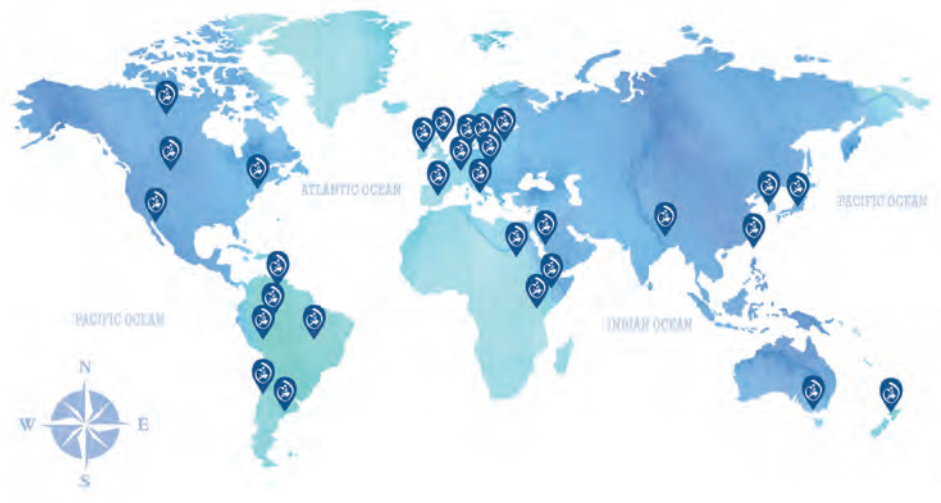 ATLANTIC OCEAN
PACIFIC OCEAN
PACIFIC OCEAN
INDIAN OCEAN
N
W
E
S